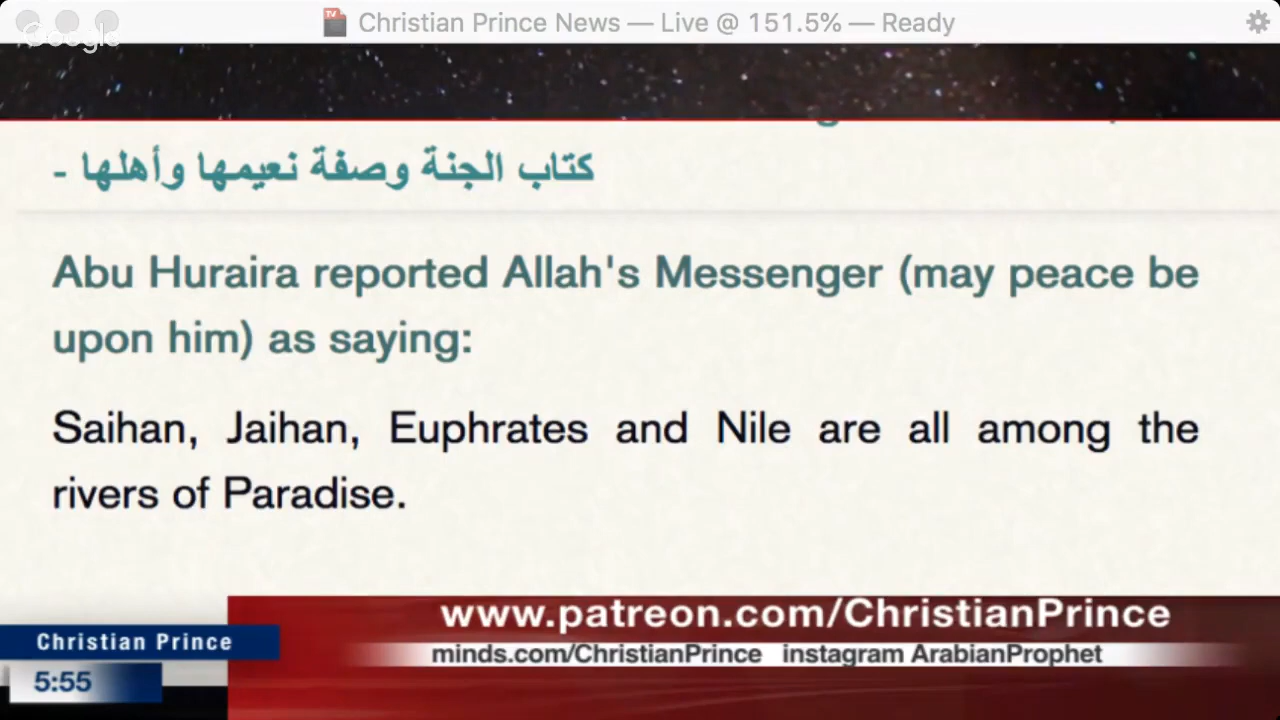 Christian Prince News — Live @ 151.5% — Ready
Google
كتاب الجنة وصفة نعيمها وأهلها -
Abu Huraira reported Allah's Messenger (may peace be
upon him) as saying:
Saihan, Jaihan, Euphrates and Nile are all among the
rivers of Paradise.
www.patreon.com/ChristianPrince
Christian Prince
minds.com/ChristianPrince instagram ArabianProphet
5:55